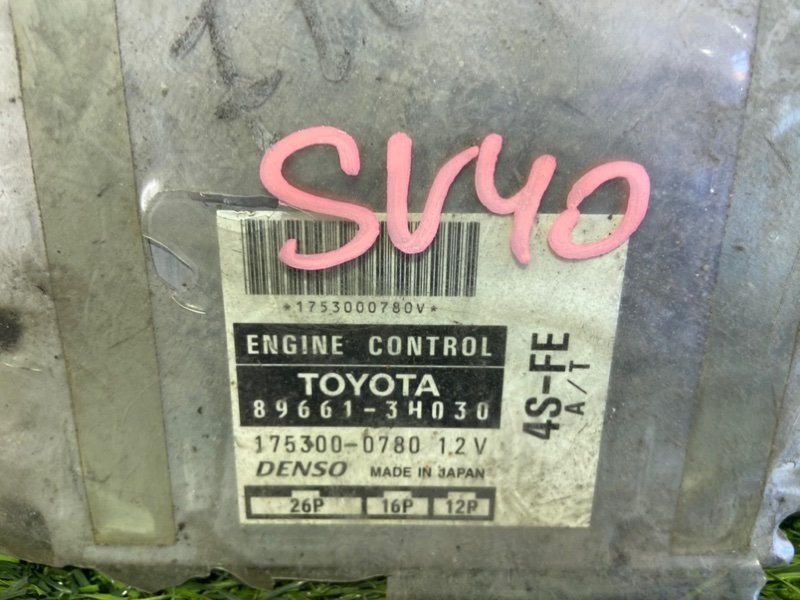 SV40
*1753000780V*
ENGINE CONTROL
TOYOTA
89661-3H030
175300-0780 12V
DENSO MADE IN JAPAN
26P 16P 12P
4S-FE
A/T